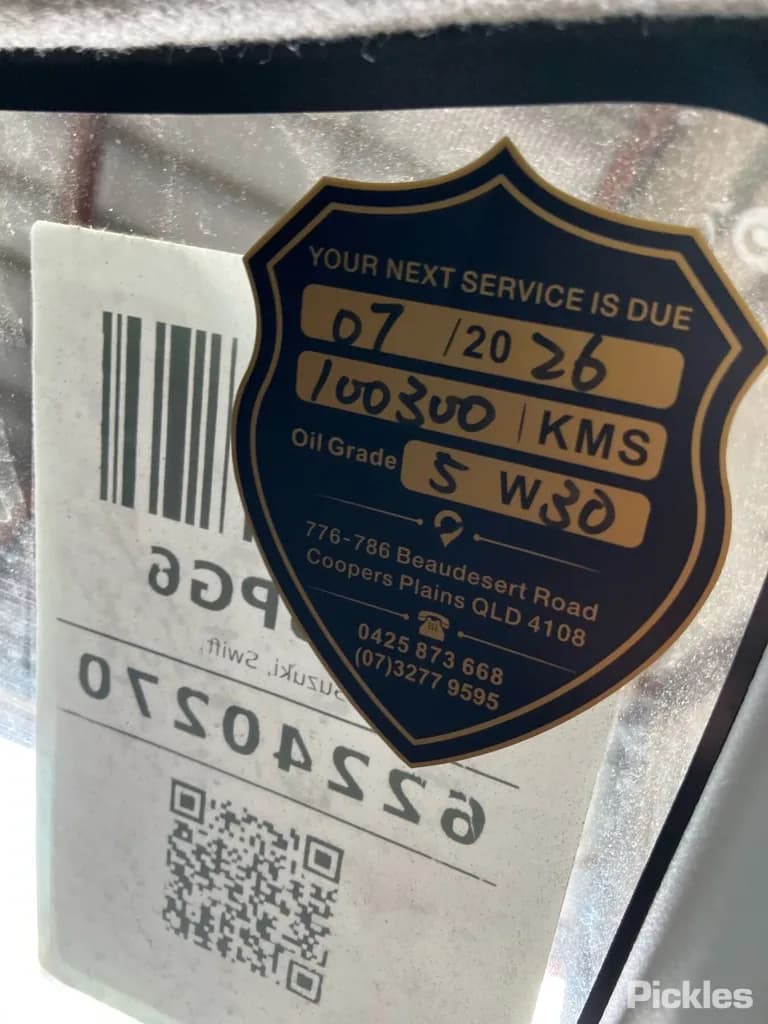 YOUR NEXT SERVICE IS DUE
07 /20 26
100300 | KMS
Oil Grade 5 W30
776-786 Beaudesert Road
Coopers Plains QLD 4108
0425 873 668
(07)3277 9595
Suzuki, Swift,
622240270
Pickles